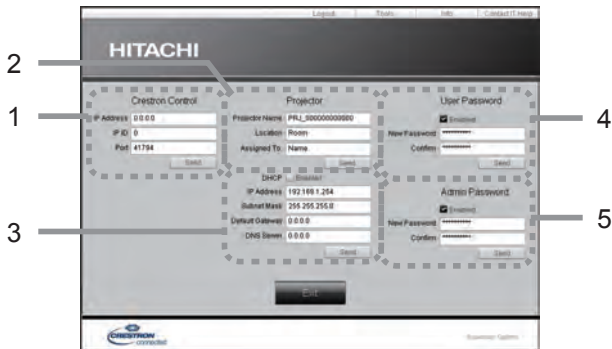 Logout Tools Info Contact IT Help
HITACHI
2
1
3
4
5
Crestron Control
IP Address 0.0.0.0
IP ID 0
Port 41794
Send
Projector
Projector Name PRJ_000000000000
Location Room
Assigned To Name
Send
DHCP Enabled
IP Address 192.168.1.254
Subnet Mask 255.255.255.0
Default Gateway 0.0.0.0
DNS Server 0.0.0.0
Send
User Password
Enabled
New Password ***********
Confirm ***********
Send
Admin Password
Enabled
New Password ***********
Confirm ***********
Send
Exit
CRESTRON
connected